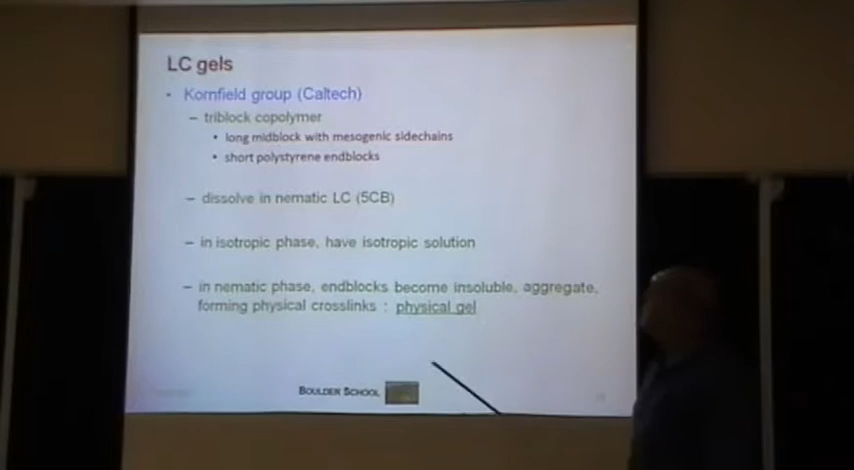 LC gels
• Kornfield group (Caltech)
– triblock copolymer
• long midblock with mesogenic sidechains
• short polystyrene endblocks
– dissolve in nematic LC (5CB)
– in isotropic phase, have isotropic solution
– in nematic phase, endblocks become insoluble, aggregate,
forming physical crosslinks : physical gel
BOULDER SCHOOL